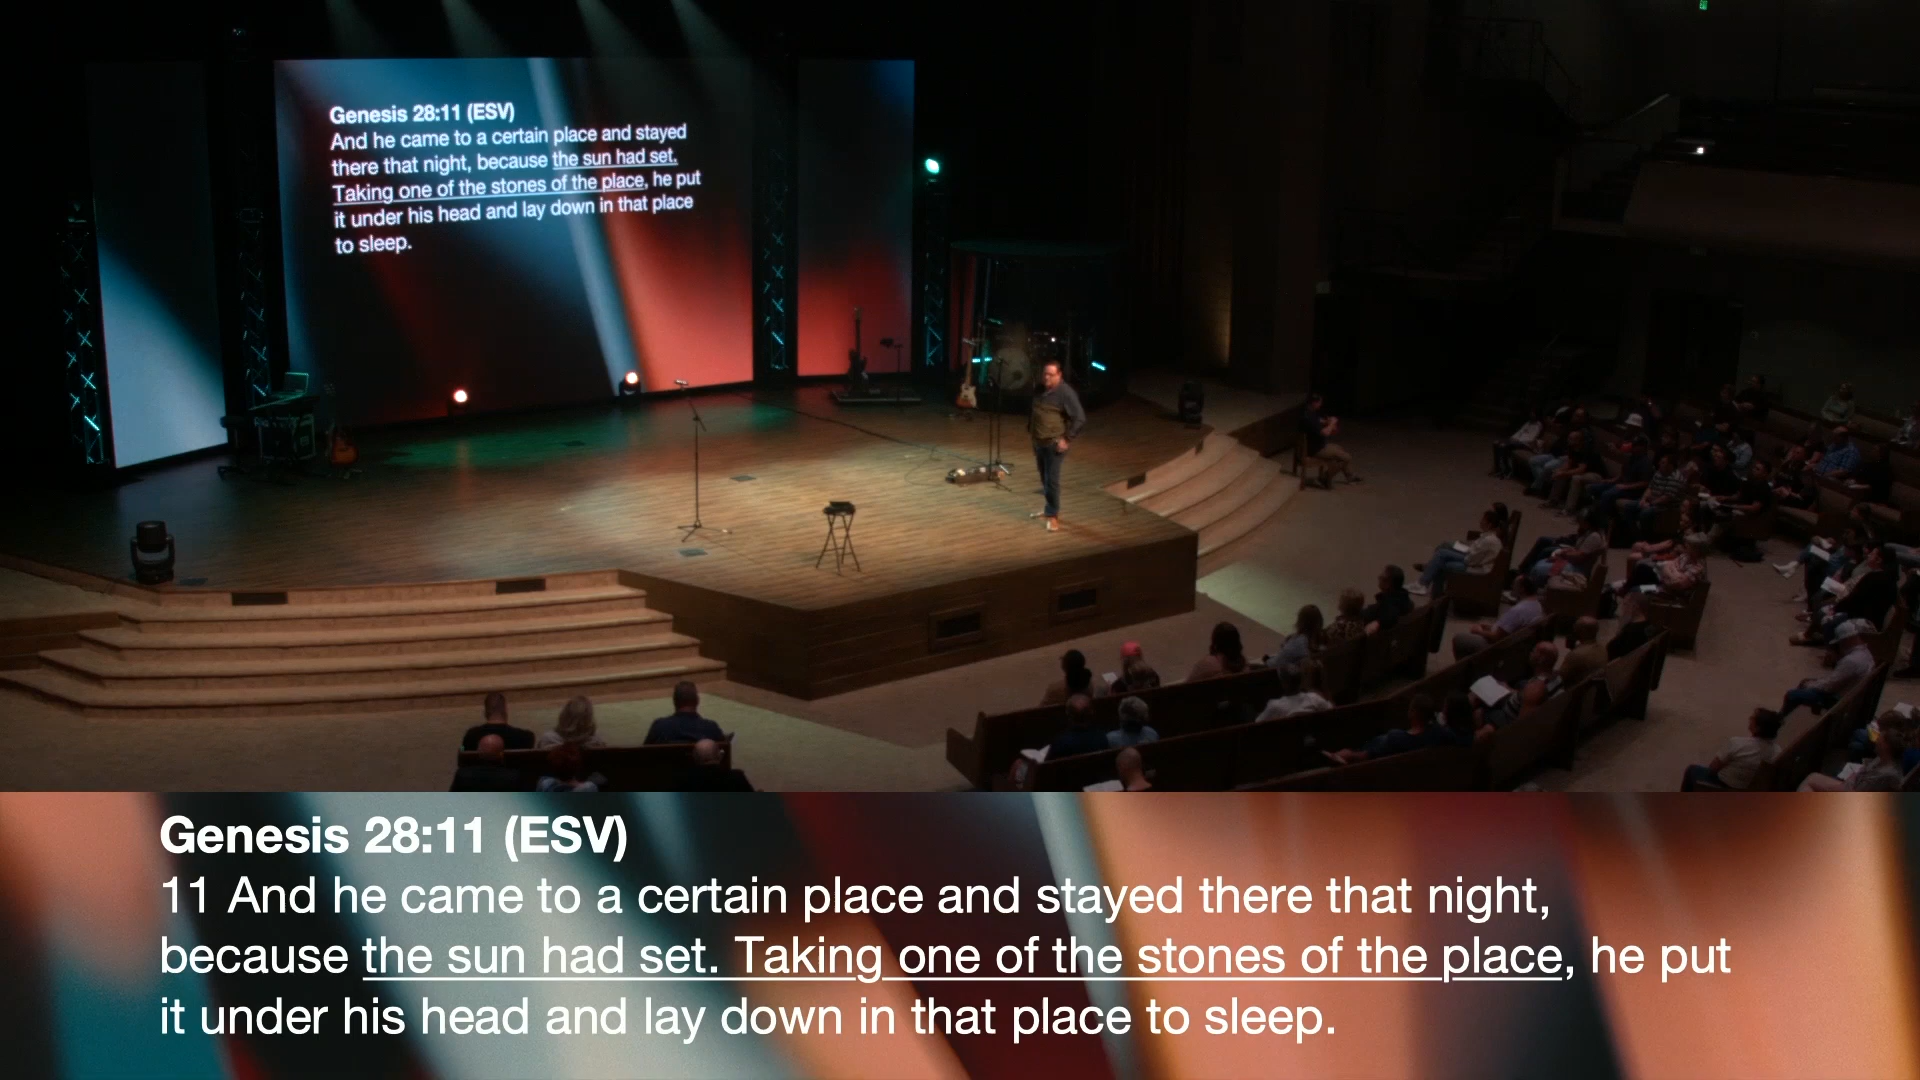 Genesis 28:11 (ESV)
And he came to a certain place and stayed
there that night, because the sun had set.
Taking one of the stones of the place, he put
it under his head and lay down in that place
to sleep.
Genesis 28:11 (ESV)
11 And he came to a certain place and stayed there that night,
because the sun had set. Taking one of the stones of the place, he put
it under his head and lay down in that place to sleep.